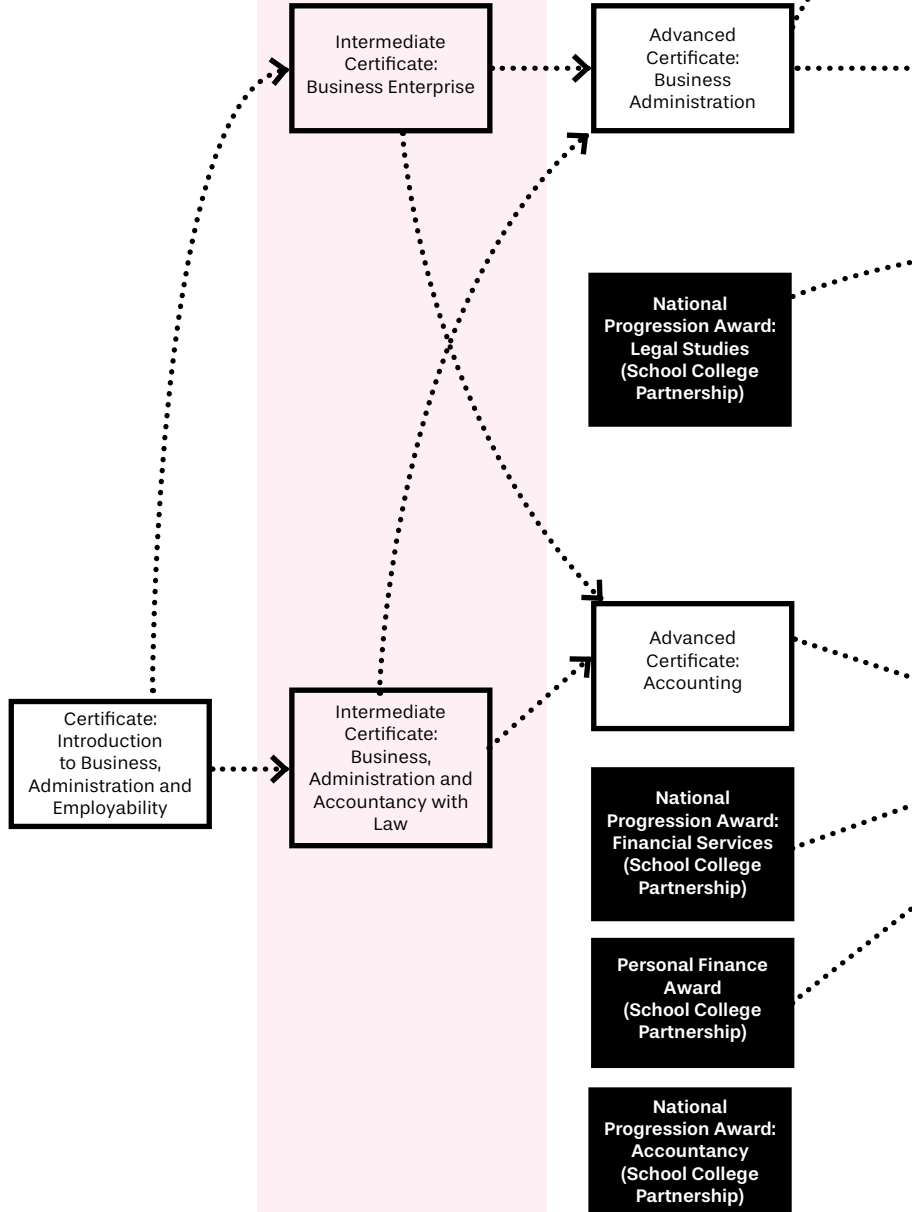 Intermediate
Certificate:
Business Enterprise
Advanced
Certificate:
Business
Administration
National
Progression Award:
Legal Studies
(School College
Partnership)
Advanced
Certificate:
Accounting
Certificate:
Introduction
to Business,
Administration and
Employability
Intermediate
Certificate:
Business,
Administration and
Accountancy with
Law
National
Progression Award:
Financial Services
(School College
Partnership)
Personal Finance
Award
(School College
Partnership)
National
Progression Award:
Accountancy
(School College
Partnership)